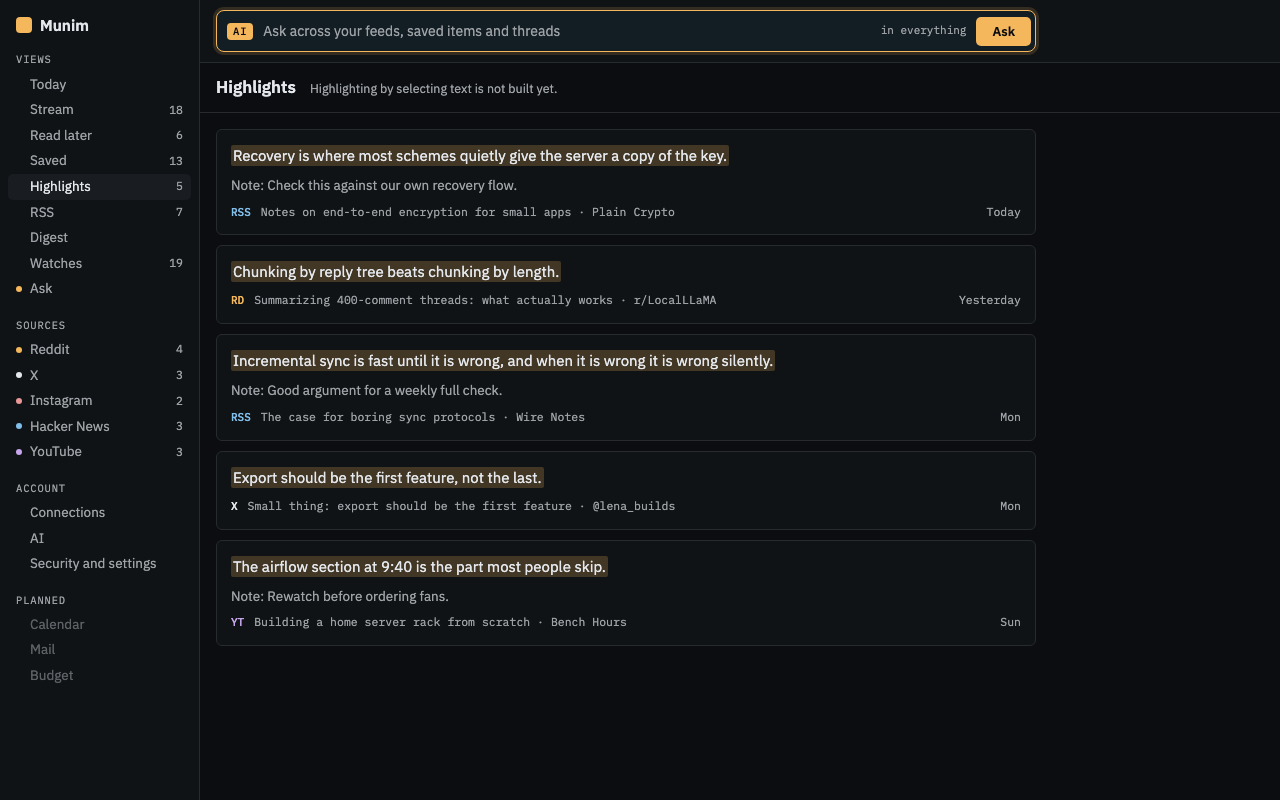 Munim
VIEWS
Today
Stream 18
Read later 6
Saved 13
Highlights 5
RSS 7
Digest
Watches 19
Ask
SOURCES
Reddit 4
X 3
Instagram 2
Hacker News 3
YouTube 3
ACCOUNT
Connections
AI
Security and settings
PLANNED
Calendar
Mail
Budget
AI Ask across your feeds, saved items and threads in everything Ask
Highlights Highlighting by selecting text is not built yet.
Recovery is where most schemes quietly give the server a copy of the key.
Note: Check this against our own recovery flow.
RSS Notes on end-to-end encryption for small apps · Plain Crypto Today
Chunking by reply tree beats chunking by length.
RD Summarizing 400-comment threads: what actually works · r/LocalLLaMA Yesterday
Incremental sync is fast until it is wrong, and when it is wrong it is wrong silently.
Note: Good argument for a weekly full check.
RSS The case for boring sync protocols · Wire Notes Mon
Export should be the first feature, not the last.
X Small thing: export should be the first feature · @lena_builds Mon
The airflow section at 9:40 is the part most people skip.
Note: Rewatch before ordering fans.
YT Building a home server rack from scratch · Bench Hours Sun